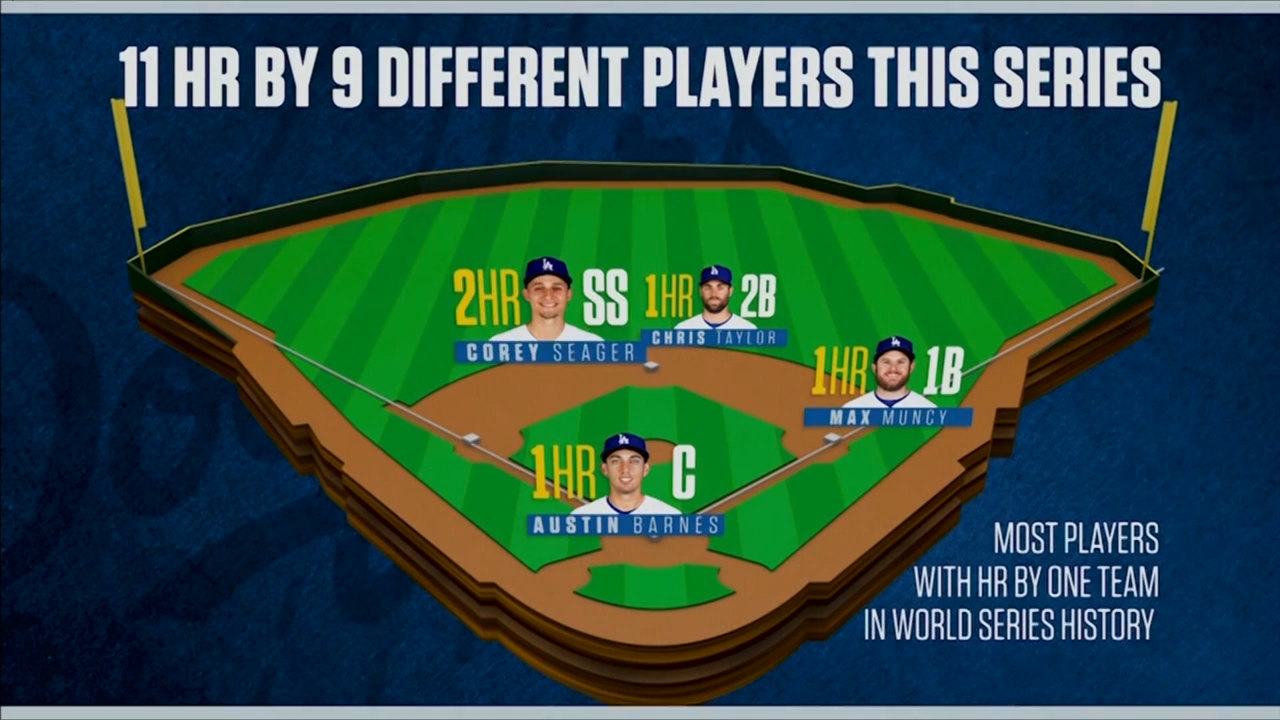 11 HR BY 9 DIFFERENT PLAYERS THIS SERIES
2HR SS
COREY SEAGER
1HR 2B
CHRIS TAYLOR
1HR 1B
MAX MUNCY
1HR C
AUSTIN BARNES
MOST PLAYERS
WITH HR BY ONE TEAM
IN WORLD SERIES HISTORY